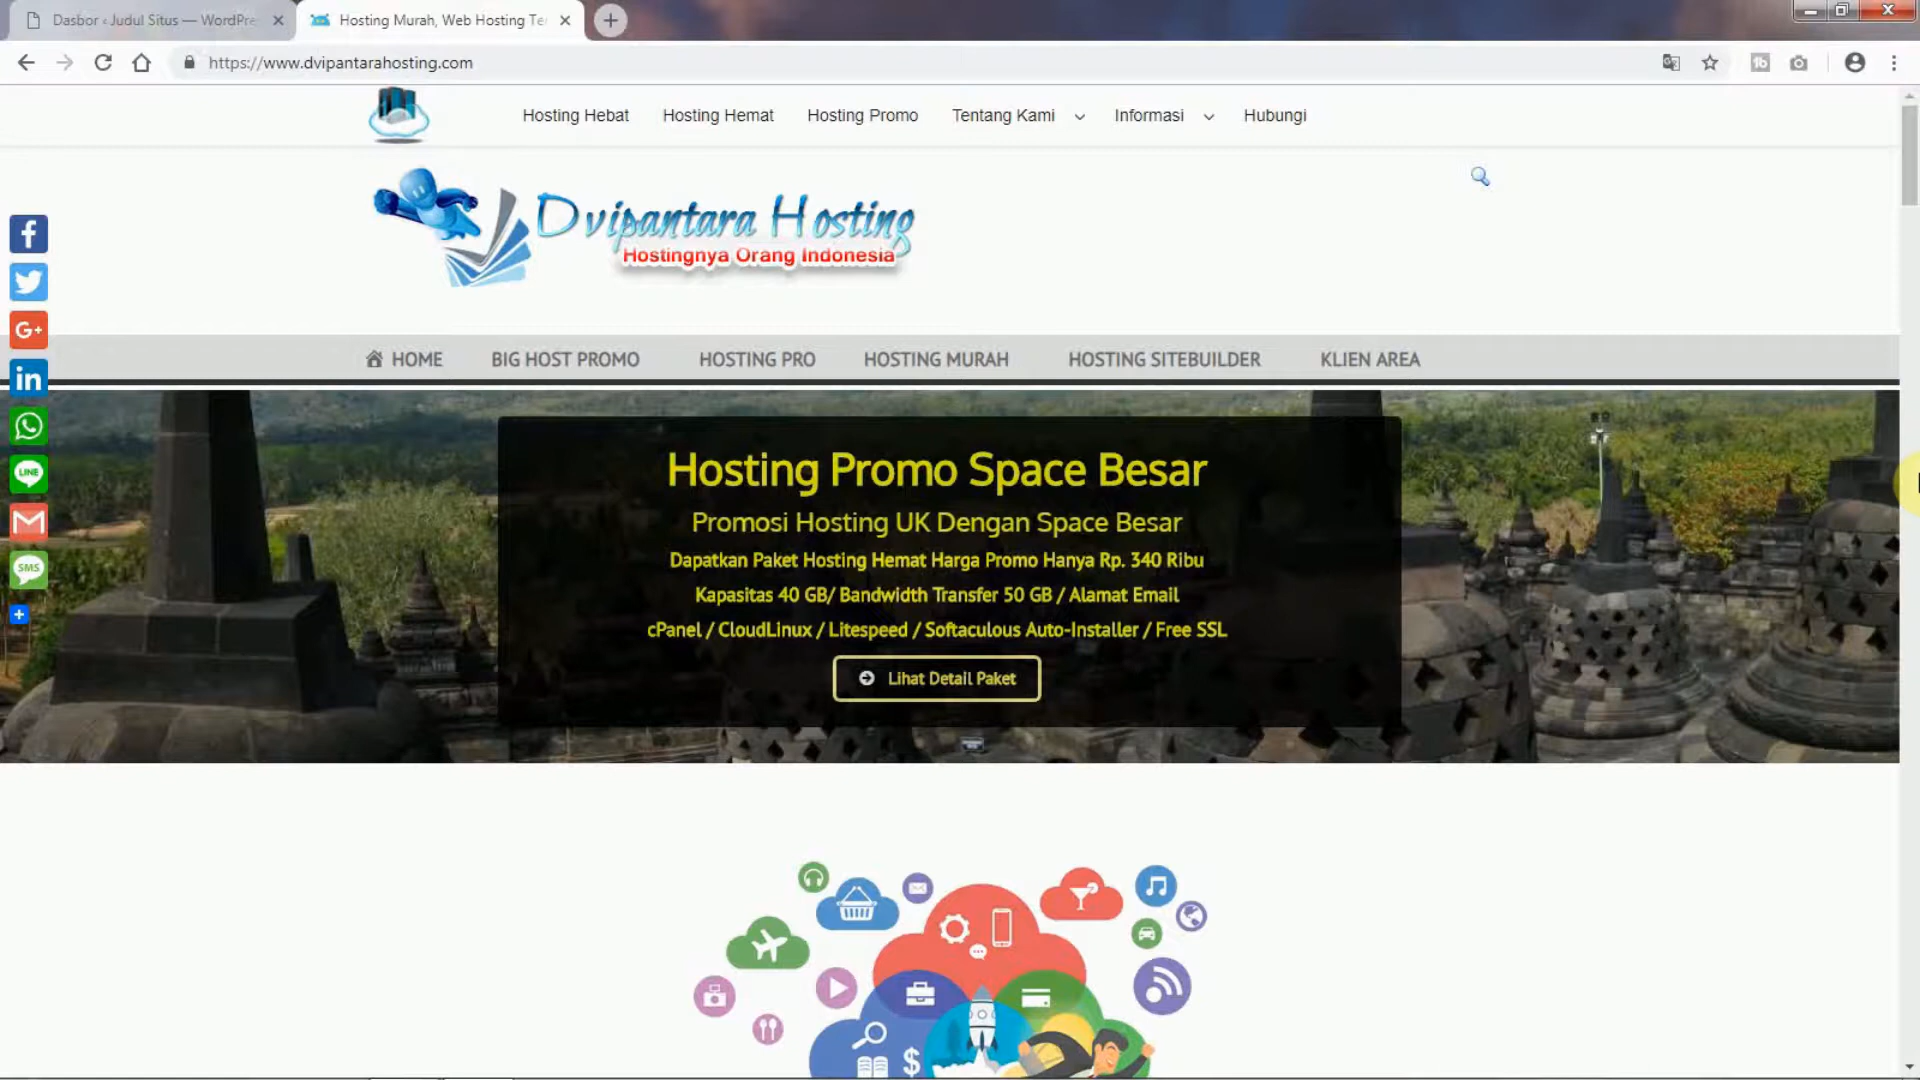 Dasbor ‹ Judul Situs — WordPre
Hosting Murah, Web Hosting Te
https://www.dvipantarahosting.com
Hosting Hebat
Hosting Hemat
Hosting Promo
Tentang Kami
Informasi
Hubungi
Dvipantara Hosting
Hostingnya Orang Indonesia
HOME
BIG HOST PROMO
HOSTING PRO
HOSTING MURAH
HOSTING SITEBUILDER
KLIEN AREA
G+
in
LINE
SMS
Hosting Promo Space Besar
Promosi Hosting UK Dengan Space Besar
Dapatkan Paket Hosting Hemat Harga Promo Hanya Rp. 340 Ribu
Kapasitas 40 GB/ Bandwidth Transfer 50 GB / Alamat Email
cPanel / CloudLinux / Litespeed / Softaculous Auto-Installer / Free SSL
Lihat Detail Paket